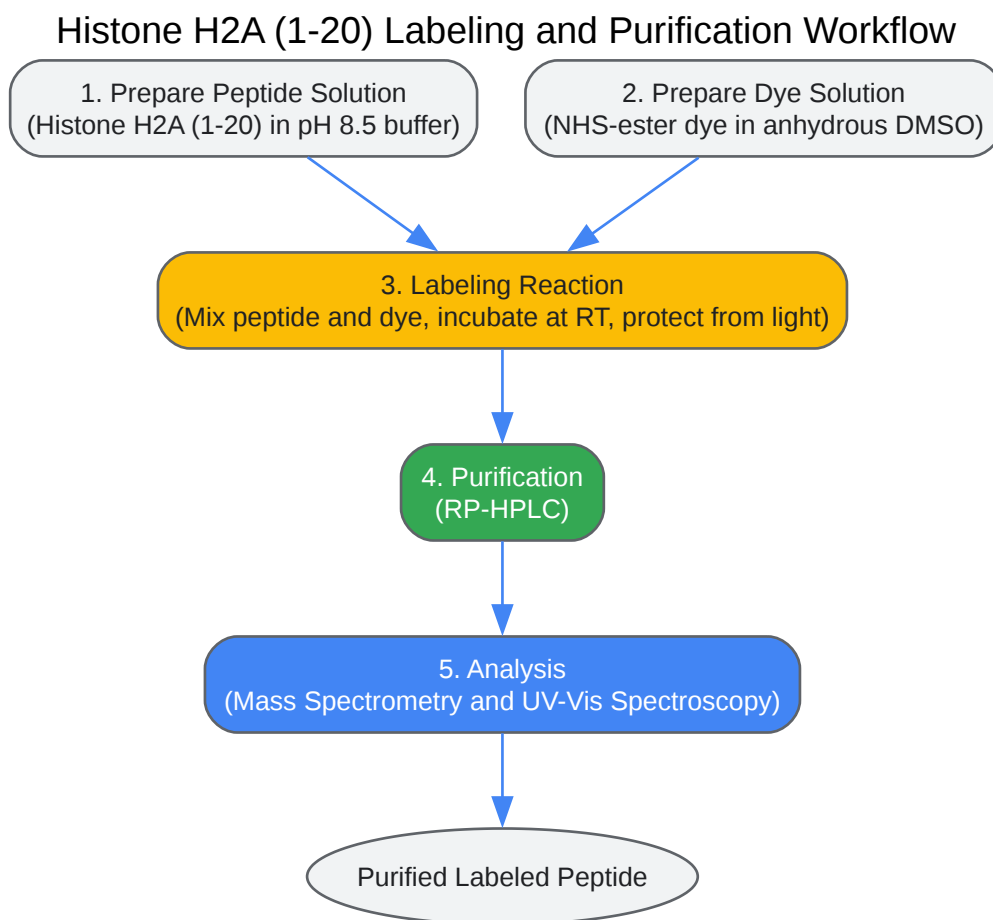 Histone H2A (1-20) Labeling and Purification Workflow
1. Prepare Peptide Solution
(Histone H2A (1-20) in pH 8.5 buffer)
2. Prepare Dye Solution
(NHS-ester dye in anhydrous DMSO)
3. Labeling Reaction
(Mix peptide and dye, incubate at RT, protect from light)
4. Purification
(RP-HPLC)
5. Analysis
(Mass Spectrometry and UV-Vis Spectroscopy)
Purified Labeled Peptide